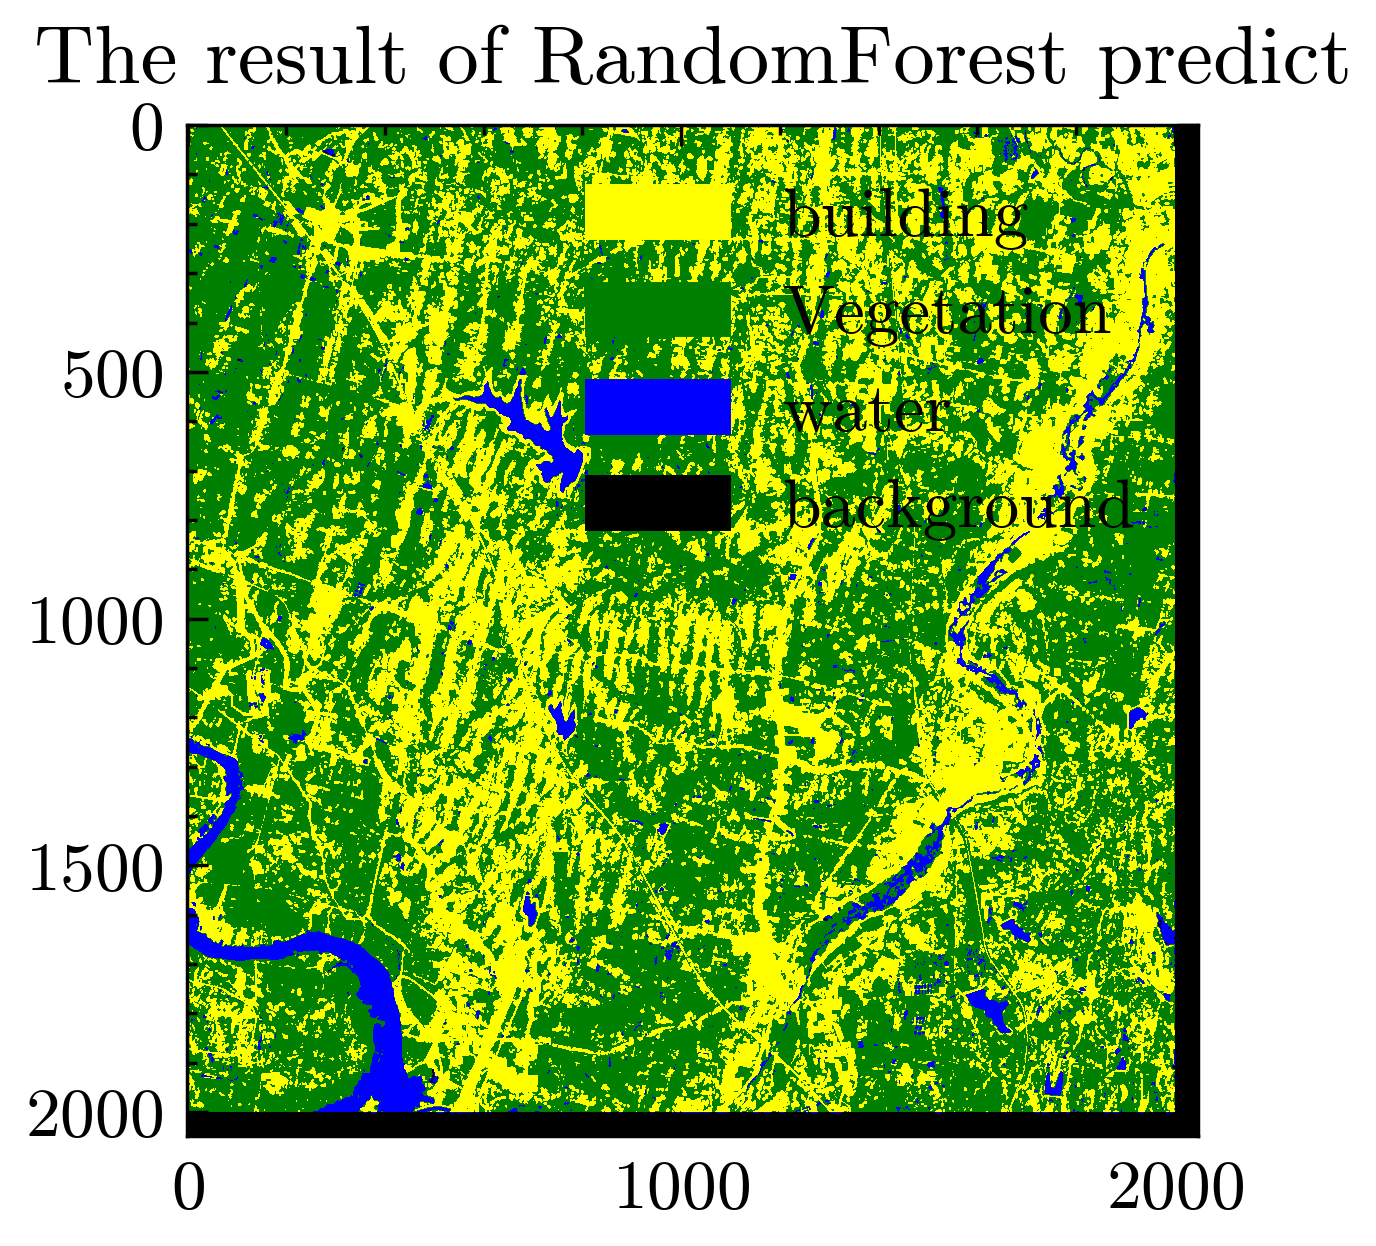 The result of RandomForest predict
0
building
Vegetation
500
water
background
1000
1500
2000
0 1000 2000